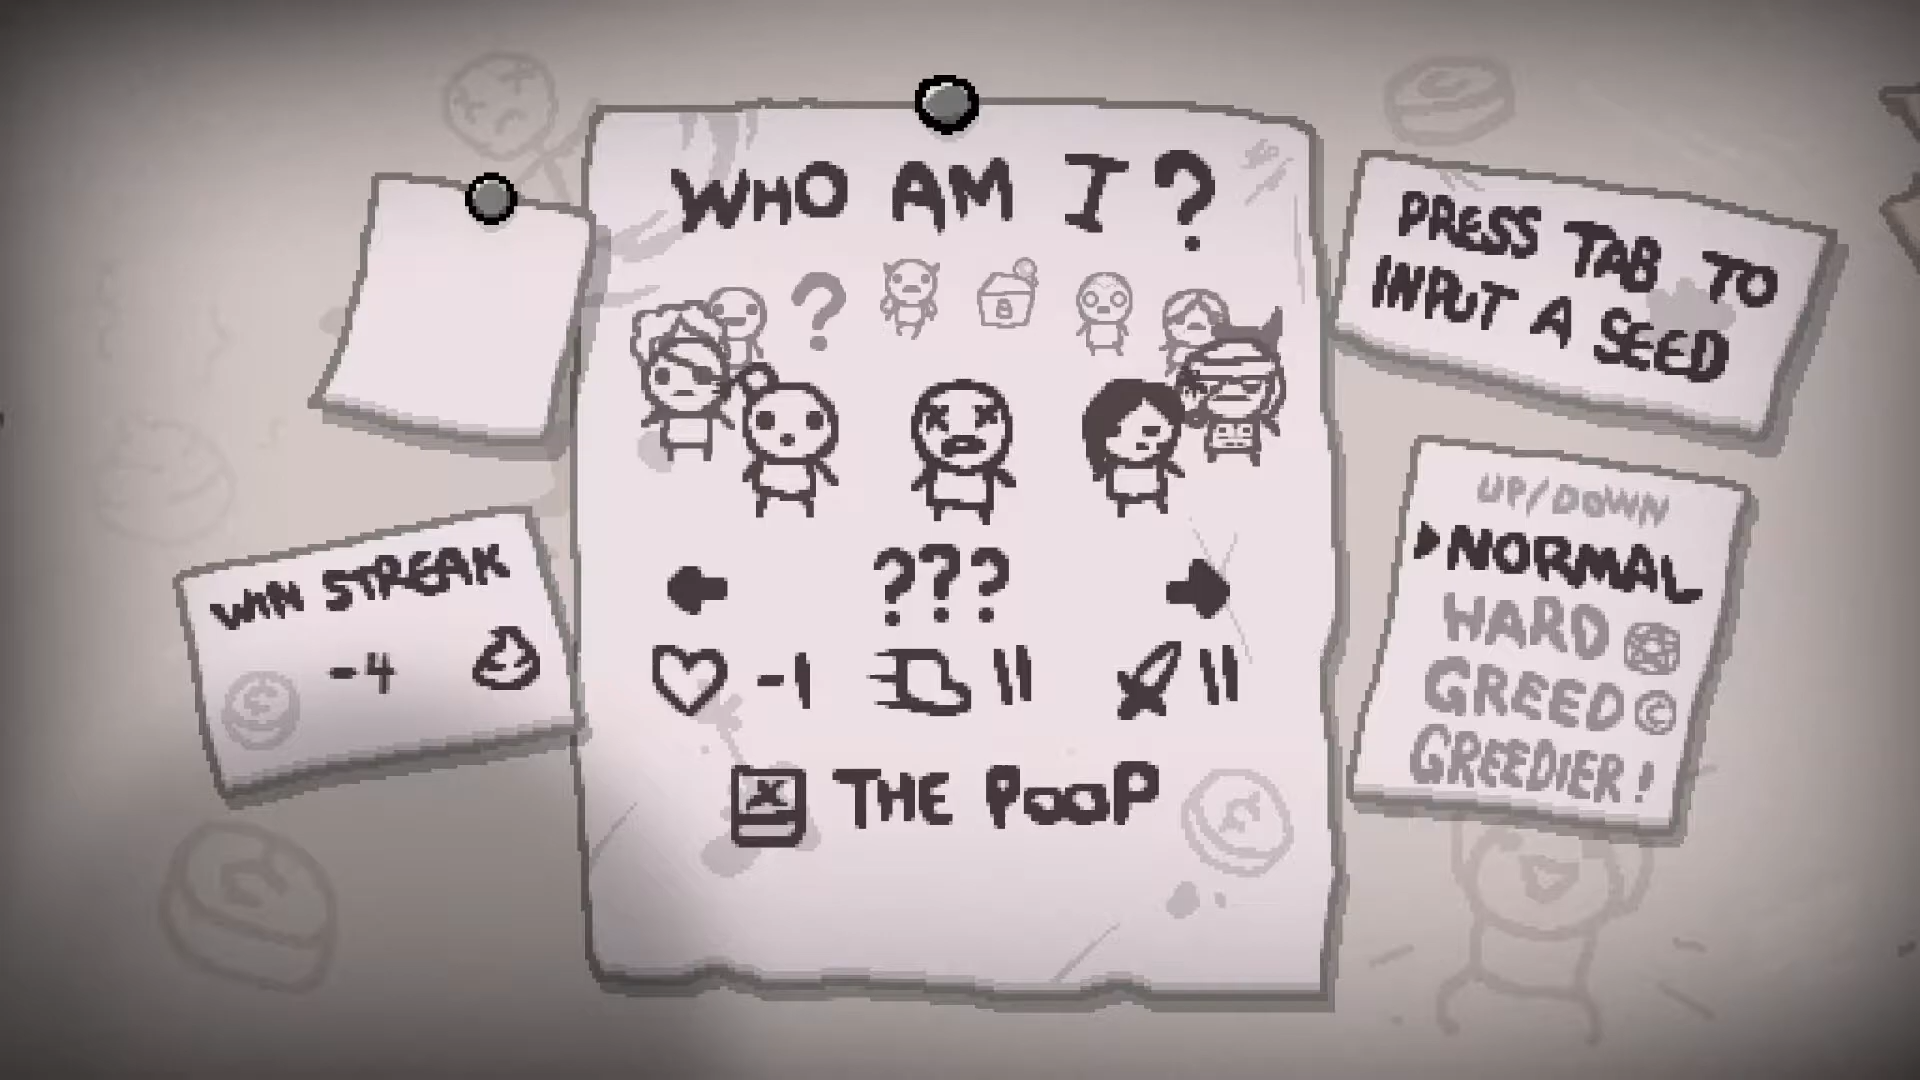 WHO AM I?
PRESS TAB TO
INPUT A SEED
WIN STREAK
-4
???
-1
UP/DOWN
NORMAL
HARD
GREED
GREEDIER!
THE POOP